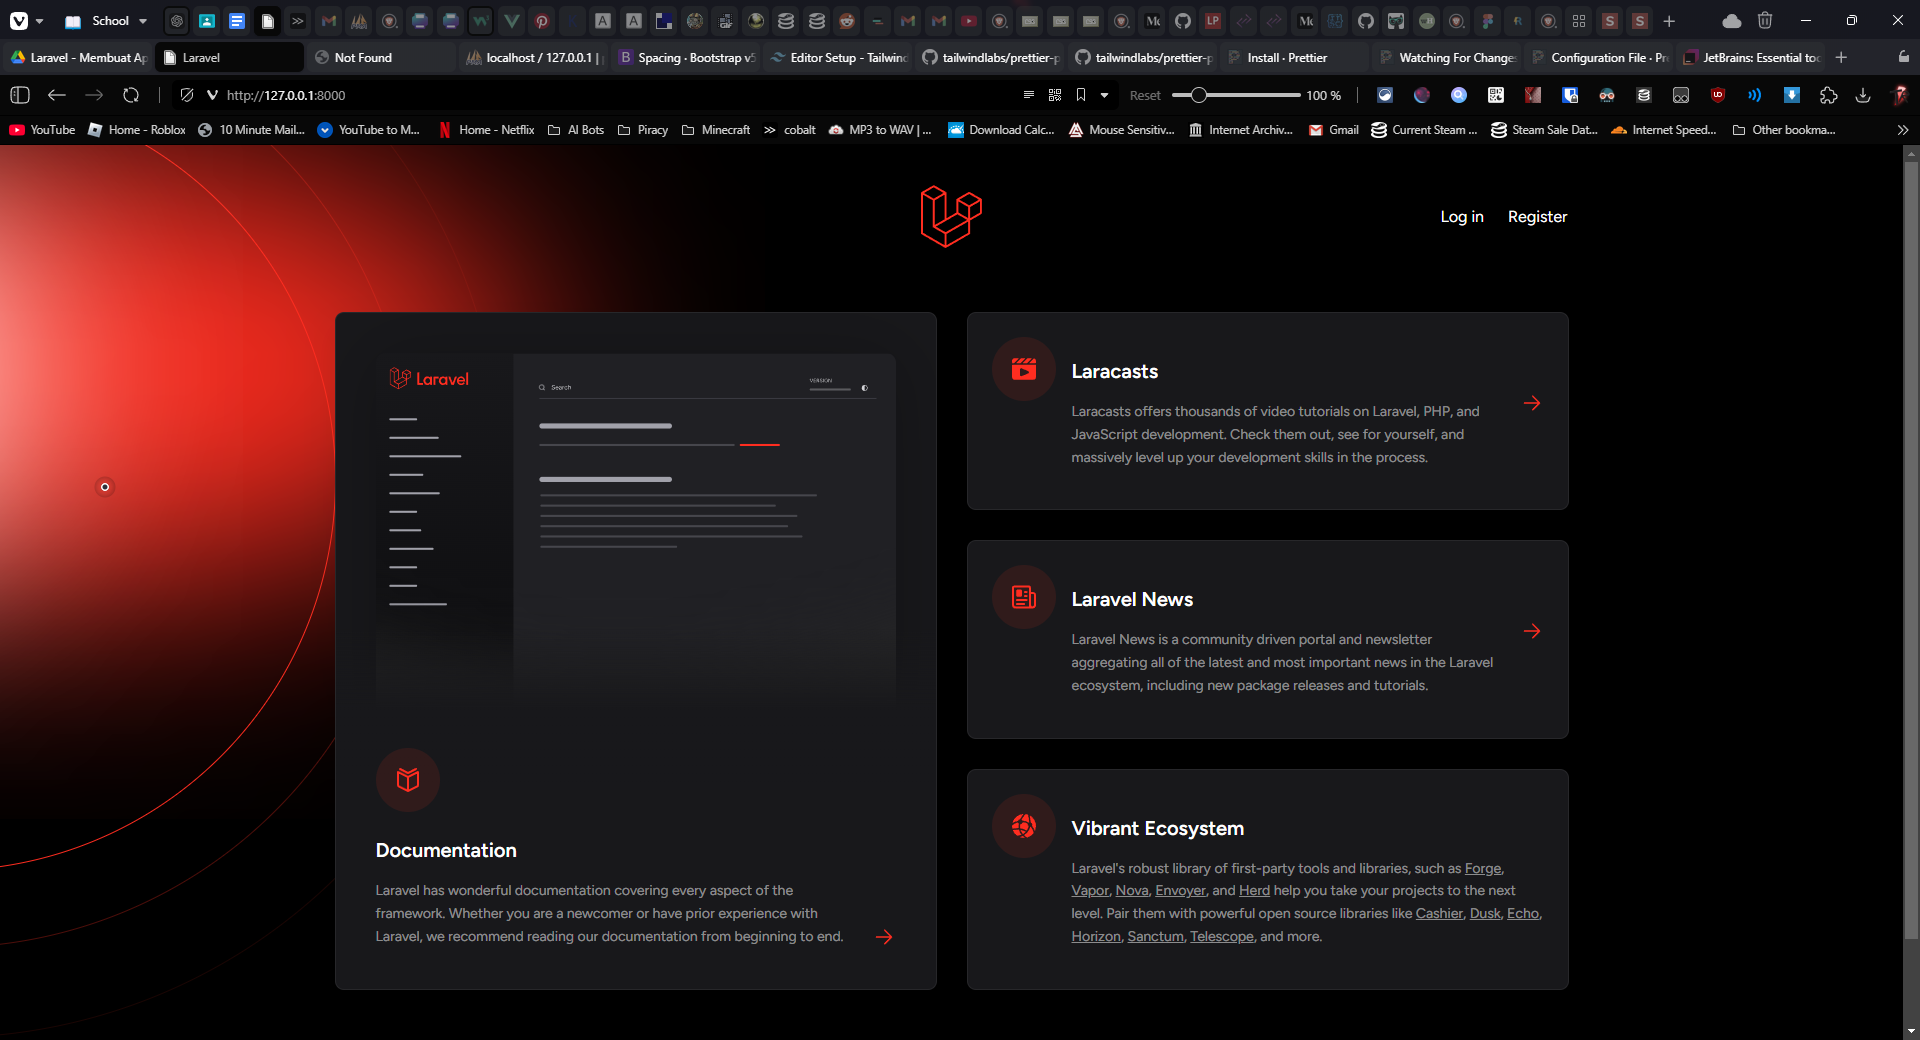 School
Laravel - Membuat Ap
Laravel
Not Found
localhost / 127.0.0.1 |
Spacing · Bootstrap v5
Editor Setup - Tailwind
tailwindlabs/prettier-p
tailwindlabs/prettier-p
Install · Prettier
Watching For Changes
Configuration File · Pre
JetBrains: Essential too
http://127.0.0.1:8000
Reset
100 %
YouTube
Home - Roblox
10 Minute Mail...
YouTube to M...
Home - Netflix
AI Bots
Piracy
Minecraft
cobalt
MP3 to WAV | ...
Download Calc...
Mouse Sensitiv...
Internet Archiv...
Gmail
Current Steam ...
Steam Sale Dat...
Internet Speed...
Other bookma...
Log in
Register
Laravel
Search
VERSION
Documentation
Laravel has wonderful documentation covering every aspect of the
framework. Whether you are a newcomer or have prior experience with
Laravel, we recommend reading our documentation from beginning to end.
Laracasts
Laracasts offers thousands of video tutorials on Laravel, PHP, and
JavaScript development. Check them out, see for yourself, and
massively level up your development skills in the process.
Laravel News
Laravel News is a community driven portal and newsletter
aggregating all of the latest and most important news in the Laravel
ecosystem, including new package releases and tutorials.
Vibrant Ecosystem
Laravel's robust library of first-party tools and libraries, such as Forge,
Vapor, Nova, Envoyer, and Herd help you take your projects to the next
level. Pair them with powerful open source libraries like Cashier, Dusk, Echo,
Horizon, Sanctum, Telescope, and more.